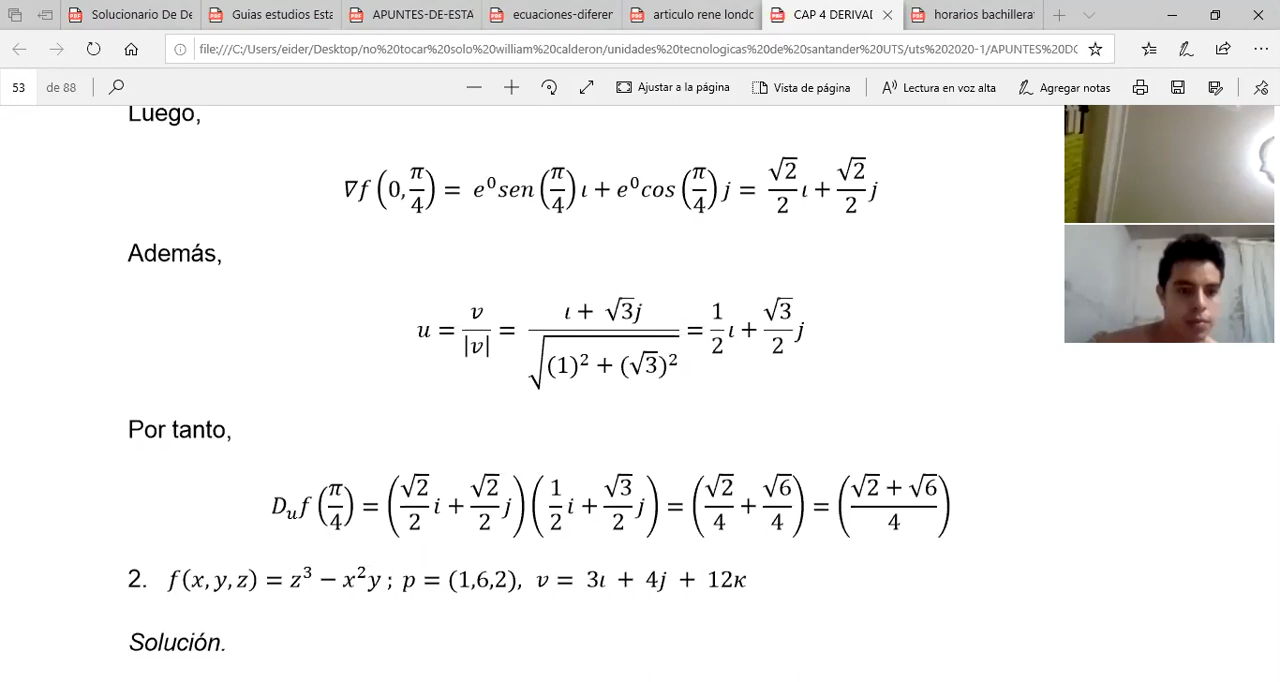 Solucionario De De
Guias estudios Esta
APUNTES-DE-ESTA
ecuaciones-diferen
articulo rene londo
CAP 4 DERIVAD
horarios bachillera
file:///C:/Users/eider/Desktop/no%20tocar%20solo%20william%20calderon/unidades%20tecnologicas%20de%20santander%20UTS/uts%202020-1/APUNTES%20DC
53 de 88
Ajustar a la página
Vista de página
Lectura en voz alta
Agregar notas
Luego,
∇f (0, π/4) = e⁰sen (π/4) ι + e⁰cos (π/4) j = √2/2 ι + √2/2 j
Además,
u = v/|v| = (ι + √3j)/√((1)² + (√3)²) = 1/2 ι + √3/2 j
Por tanto,
D_u f (π/4) = (√2/2 i + √2/2 j) (1/2 i + √3/2 j) = (√2/4 + √6/4) = ((√2 + √6)/4)
2. f(x, y, z) = z³ − x²y ; p = (1,6,2), v = 3ι + 4j + 12κ
Solución.